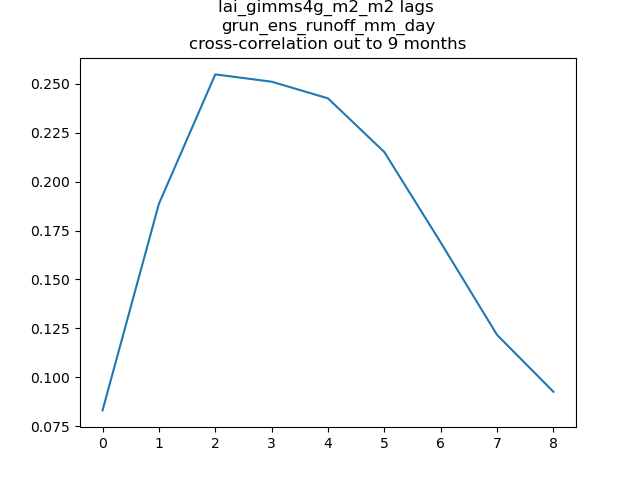 lai_gimms4g_m2_m2 lags
grun_ens_runoff_mm_day
cross-correlation out to 9 months
0.250
0.225
0.200
0.175
0.150
0.125
0.100
0.075
0 1 2 3 4 5 6 7 8